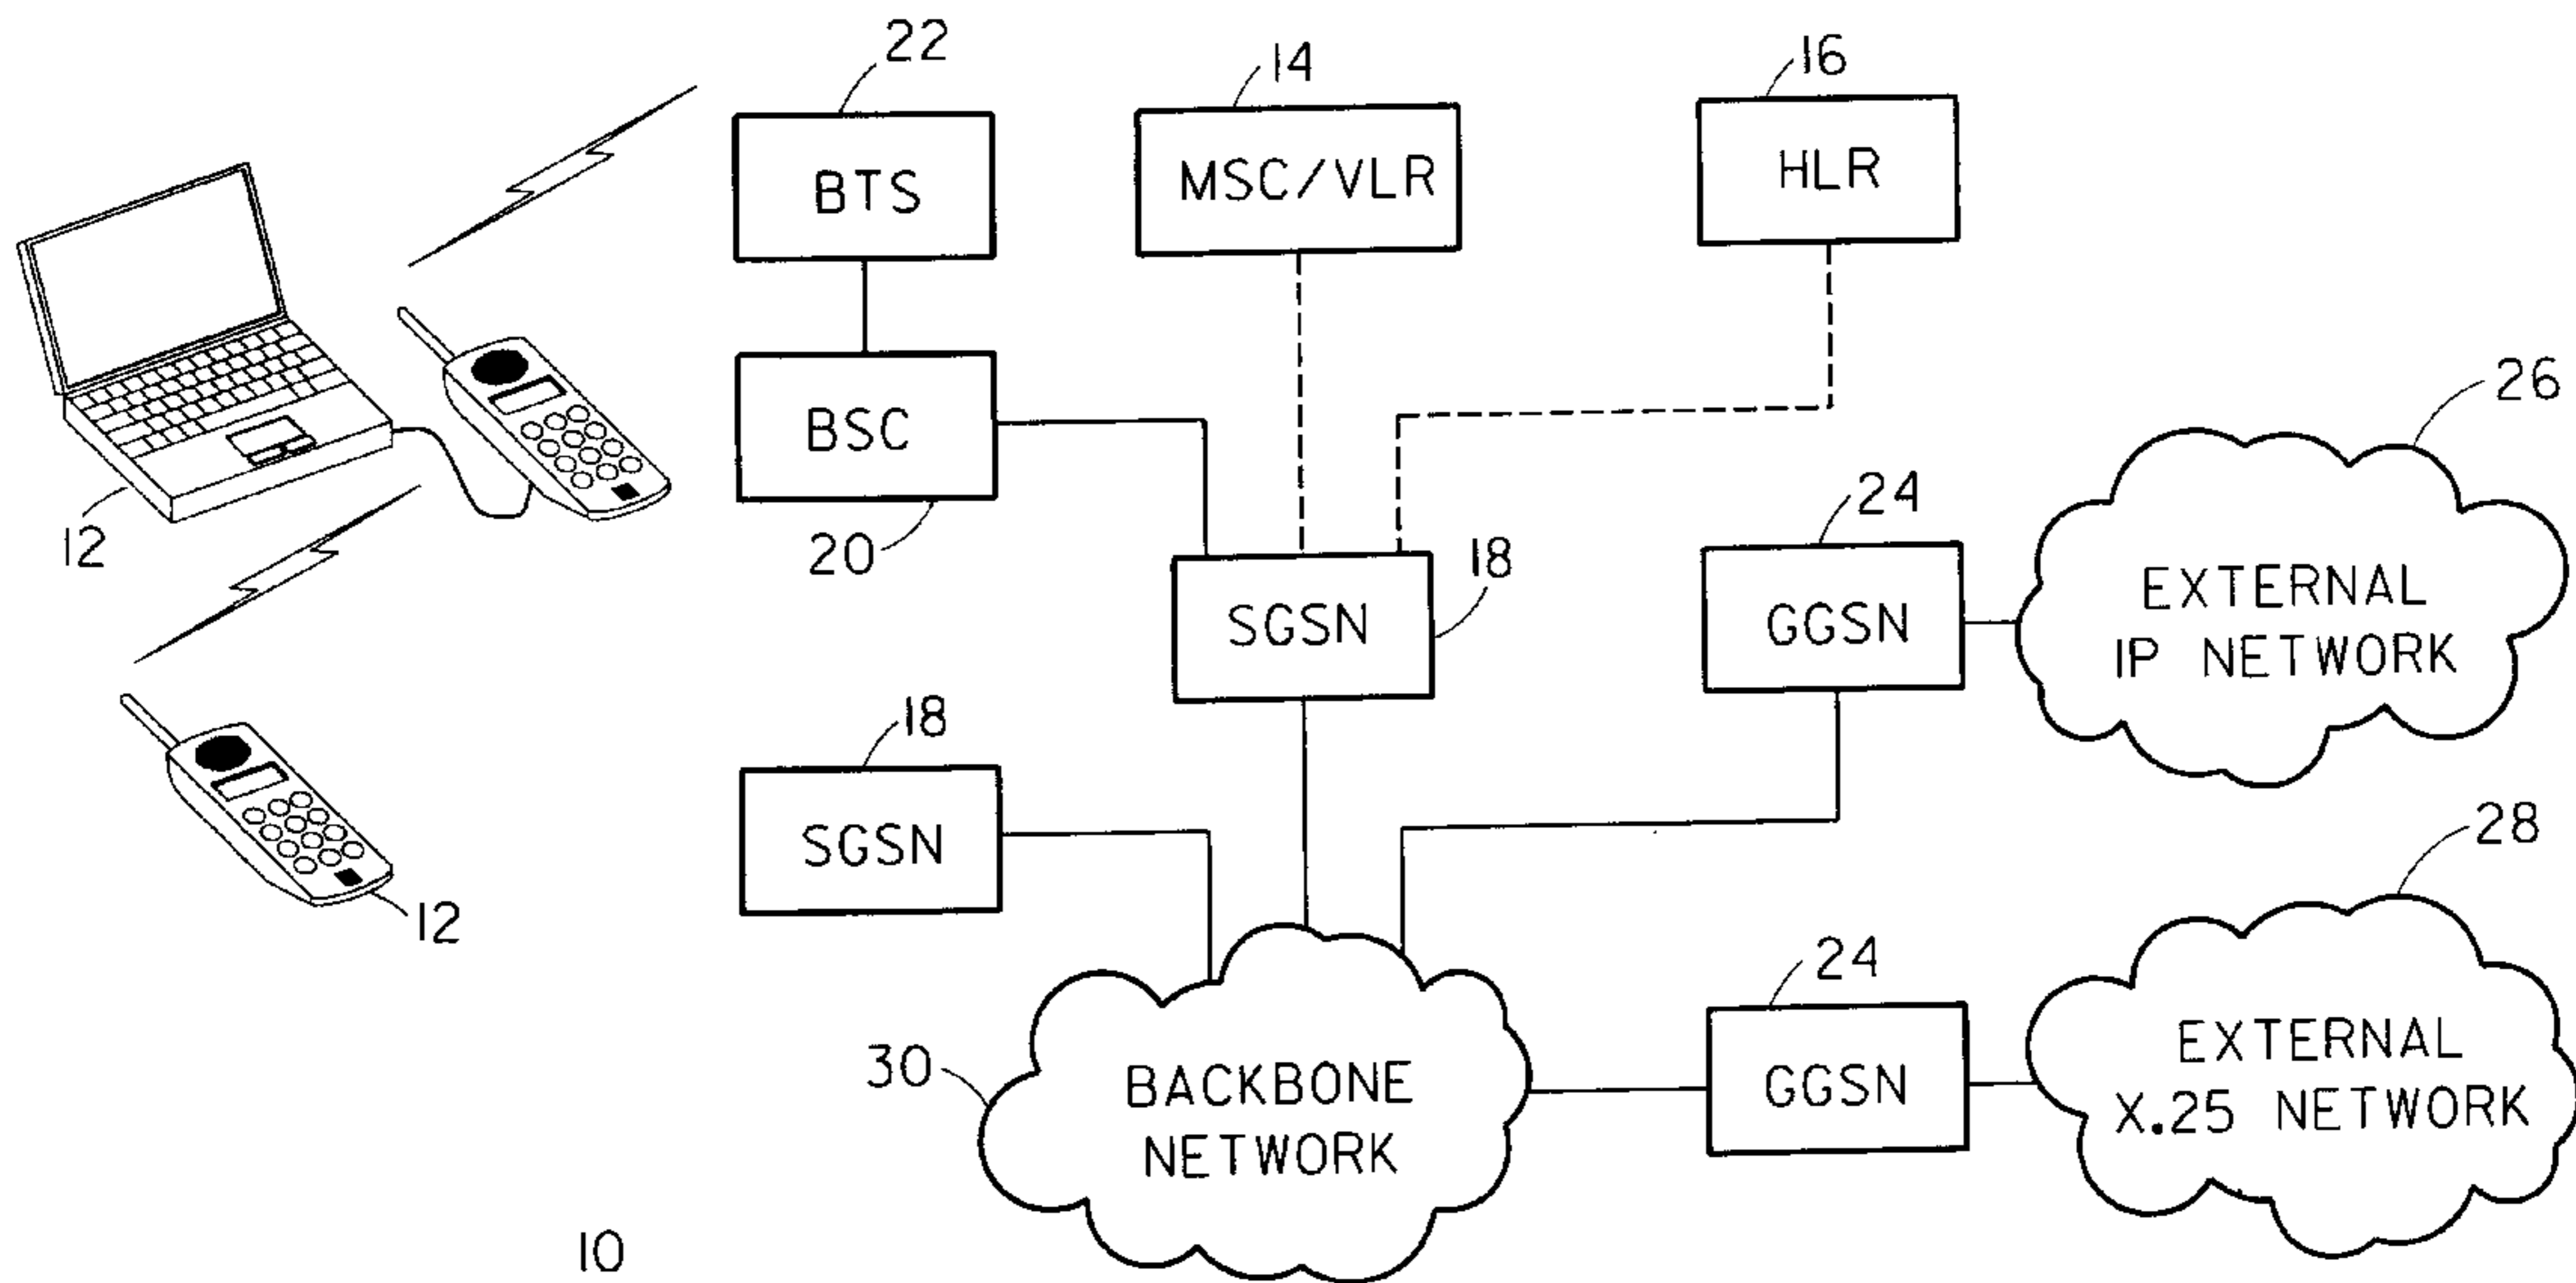 22
14
16
BTS
MSC/VLR
HLR
26
BSC
24
12
20
18
SGSN
GGSN
EXTERNAL
IP NETWORK
18
28
SGSN
12
24
30
BACKBONE
NETWORK
GGSN
EXTERNAL
X.25 NETWORK
10